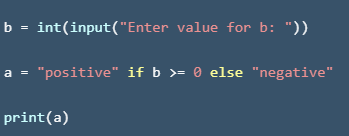 b = int(input("Enter value for b: "))
a = "positive" if b >= 0 else "negative"
print(a)